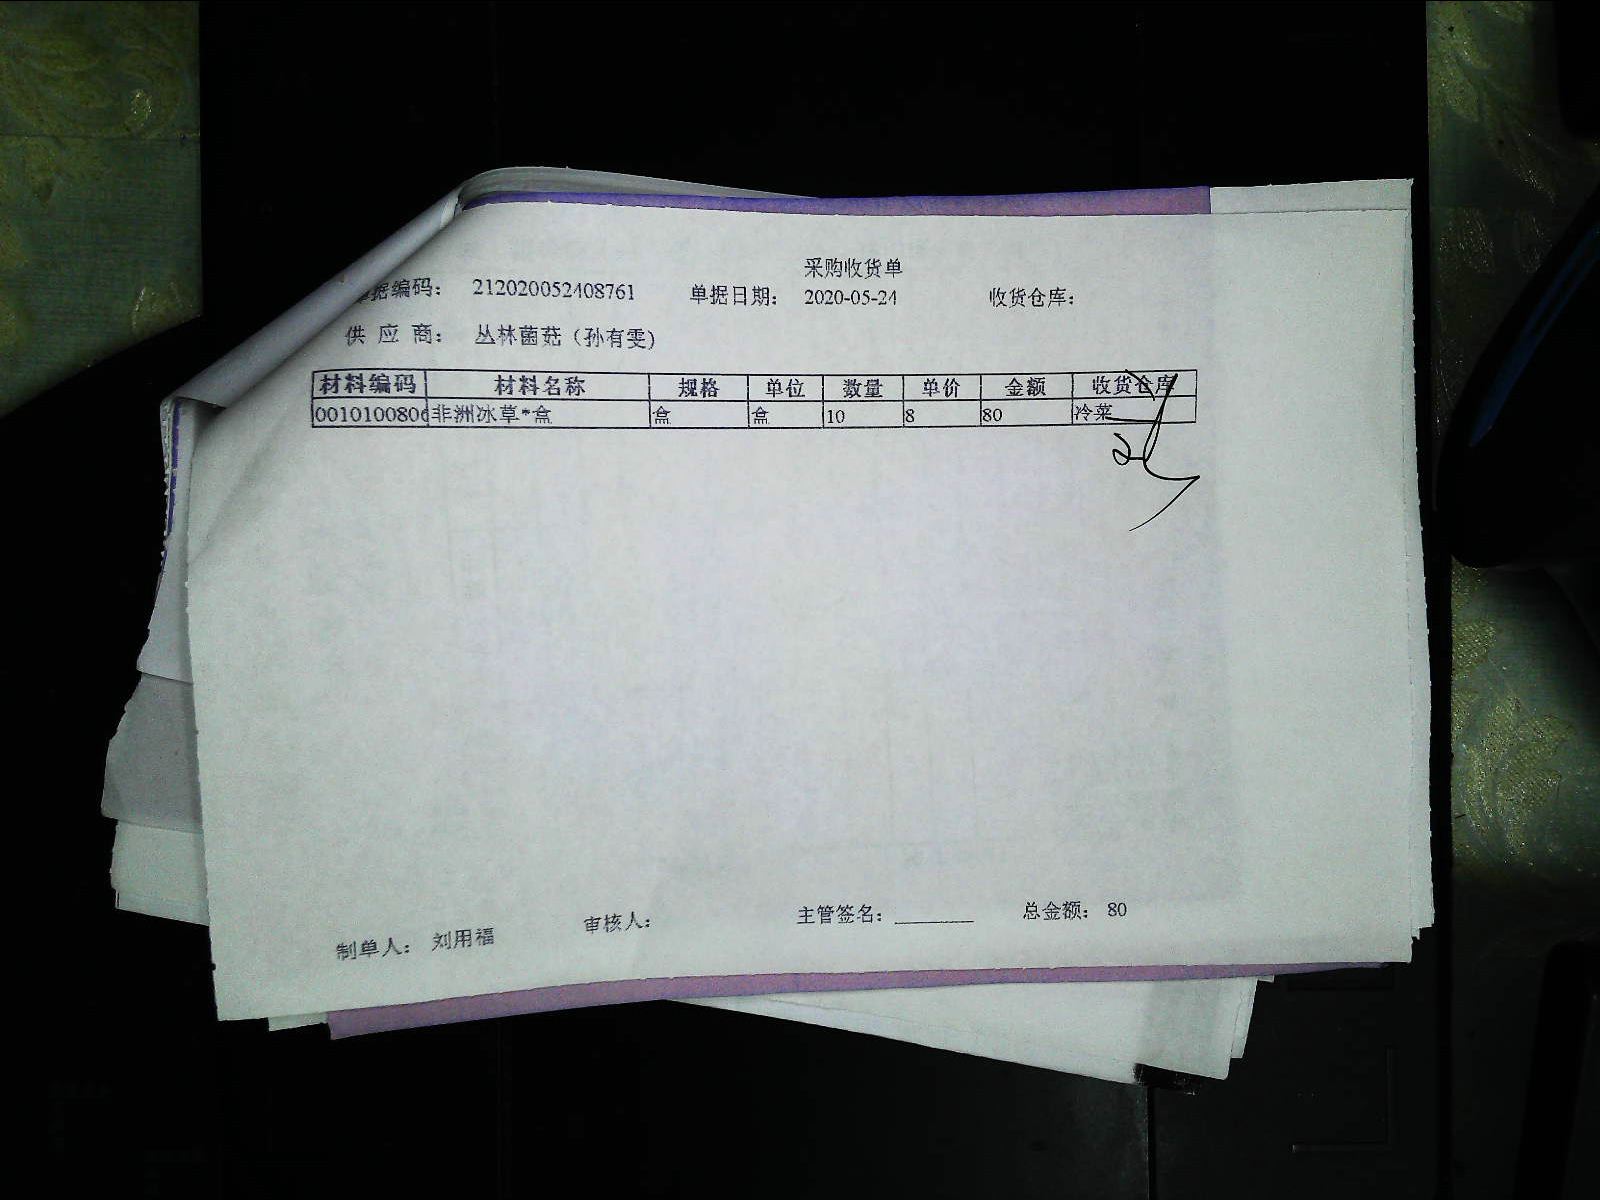 采购收货单
单据编码： 212020052408761 单据日期： 2020-05-24 收货仓库：
供 应 商： 丛林菌菇（孙有雯）
材料编码 材料名称 规格 单位 数量 单价 金额 收货仓库
001010080 非洲冰草*盒 盒 盒 10 8 80 冷菜
制单人： 刘用福 审核人： 主管签名： 总金额： 80